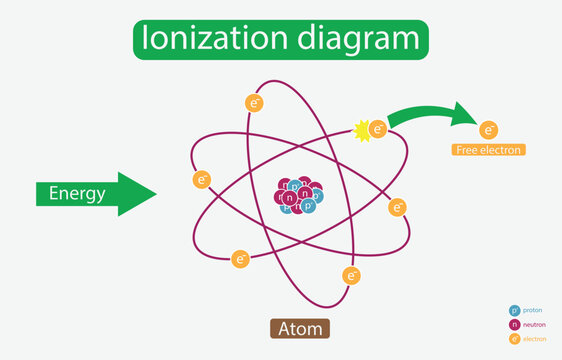 Ionization diagram
e⁻
e⁻
e⁻
Free electron
e⁻
Energy
n
p
n
n
n
p
n
p
p
e⁻
e⁻
e⁻
Atom
p proton
n neutron
e⁻ electron